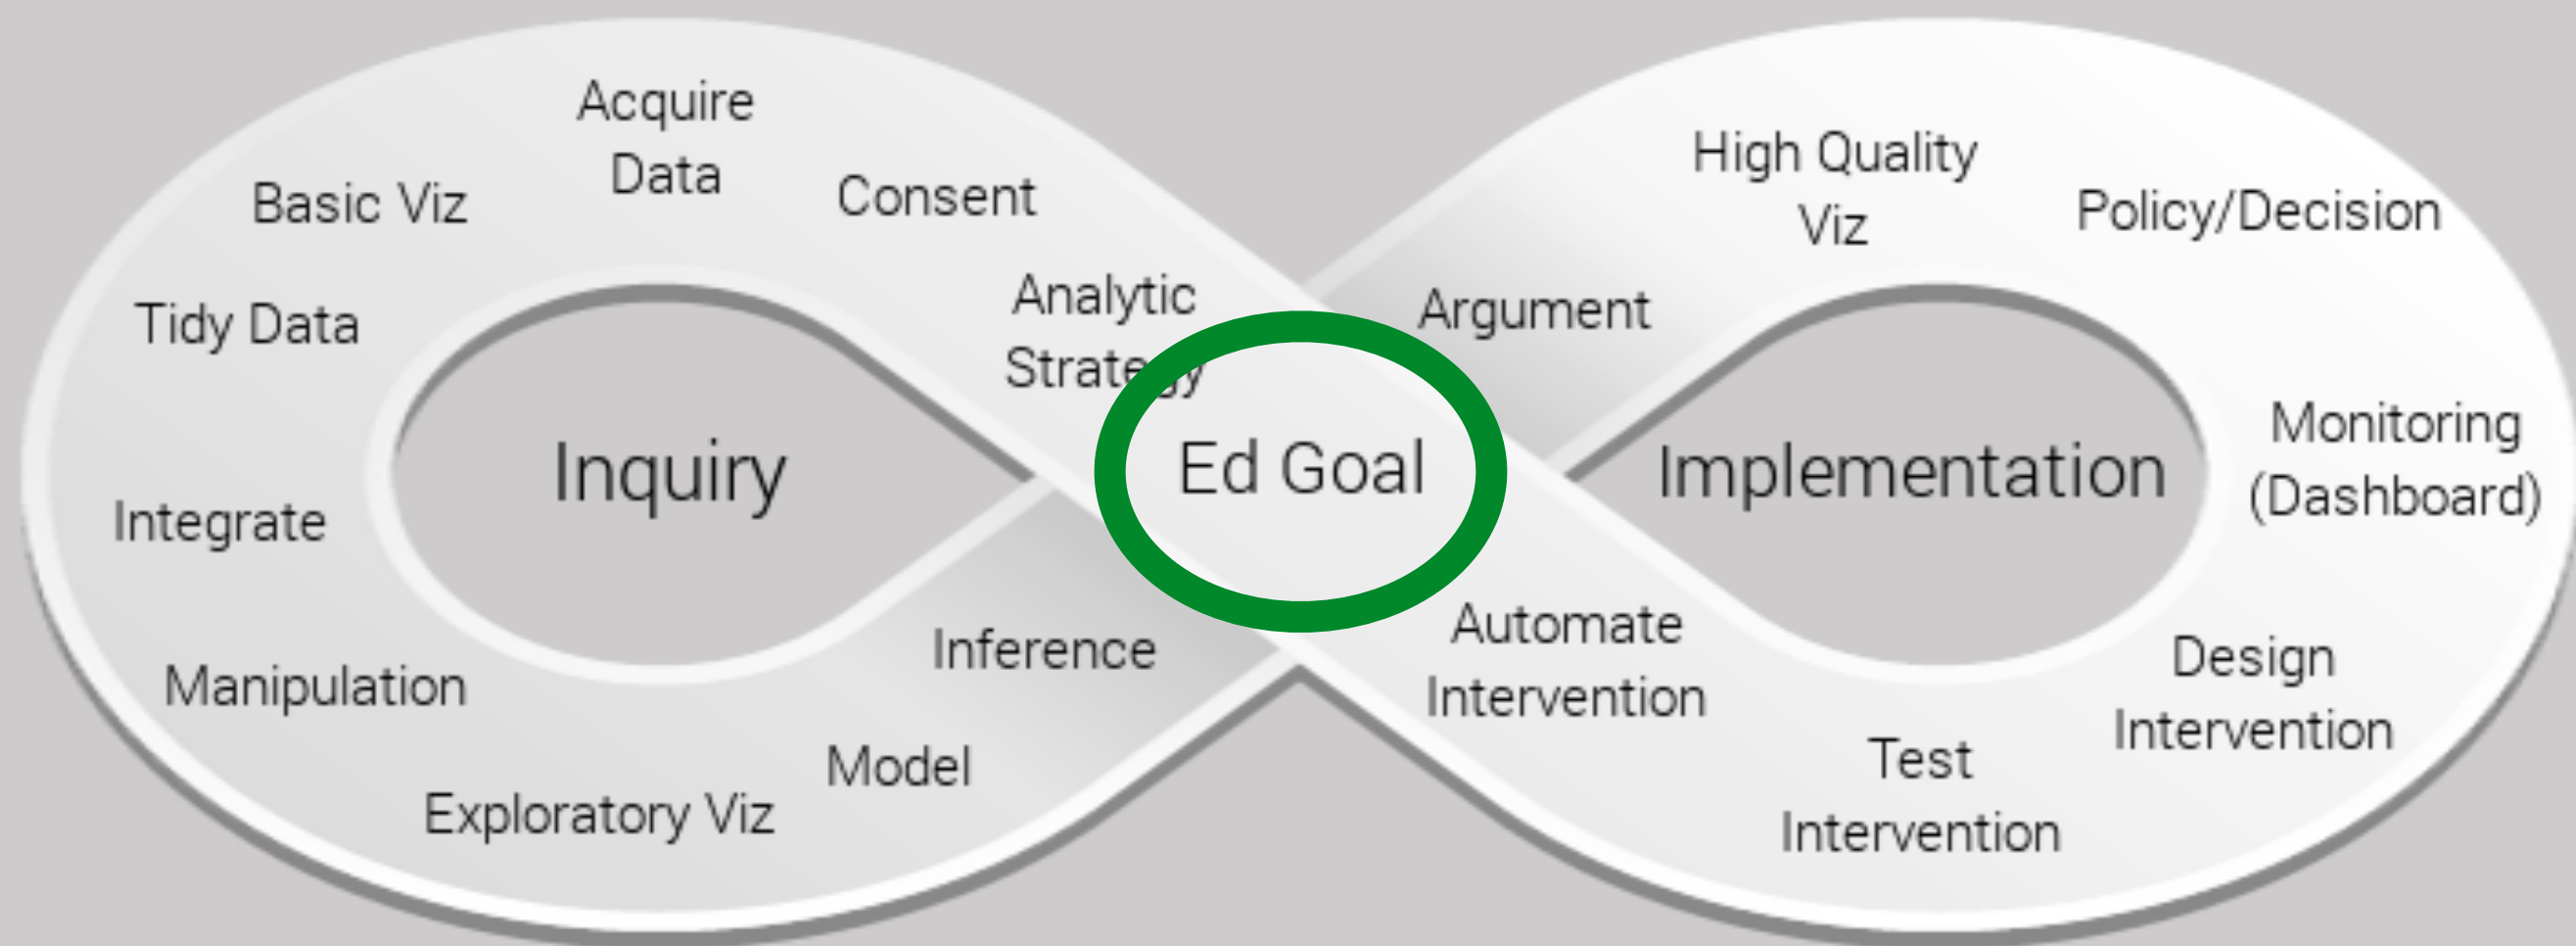 Acquire
Data
Consent
Basic Viz
Analytic
Strategy
Tidy Data
Inquiry
Integrate
Manipulation
Exploratory Viz
Model
Inference
Ed Goal
Argument
High Quality
Viz
Policy/Decision
Implementation
Monitoring
(Dashboard)
Design
Intervention
Test
Intervention
Automate
Intervention